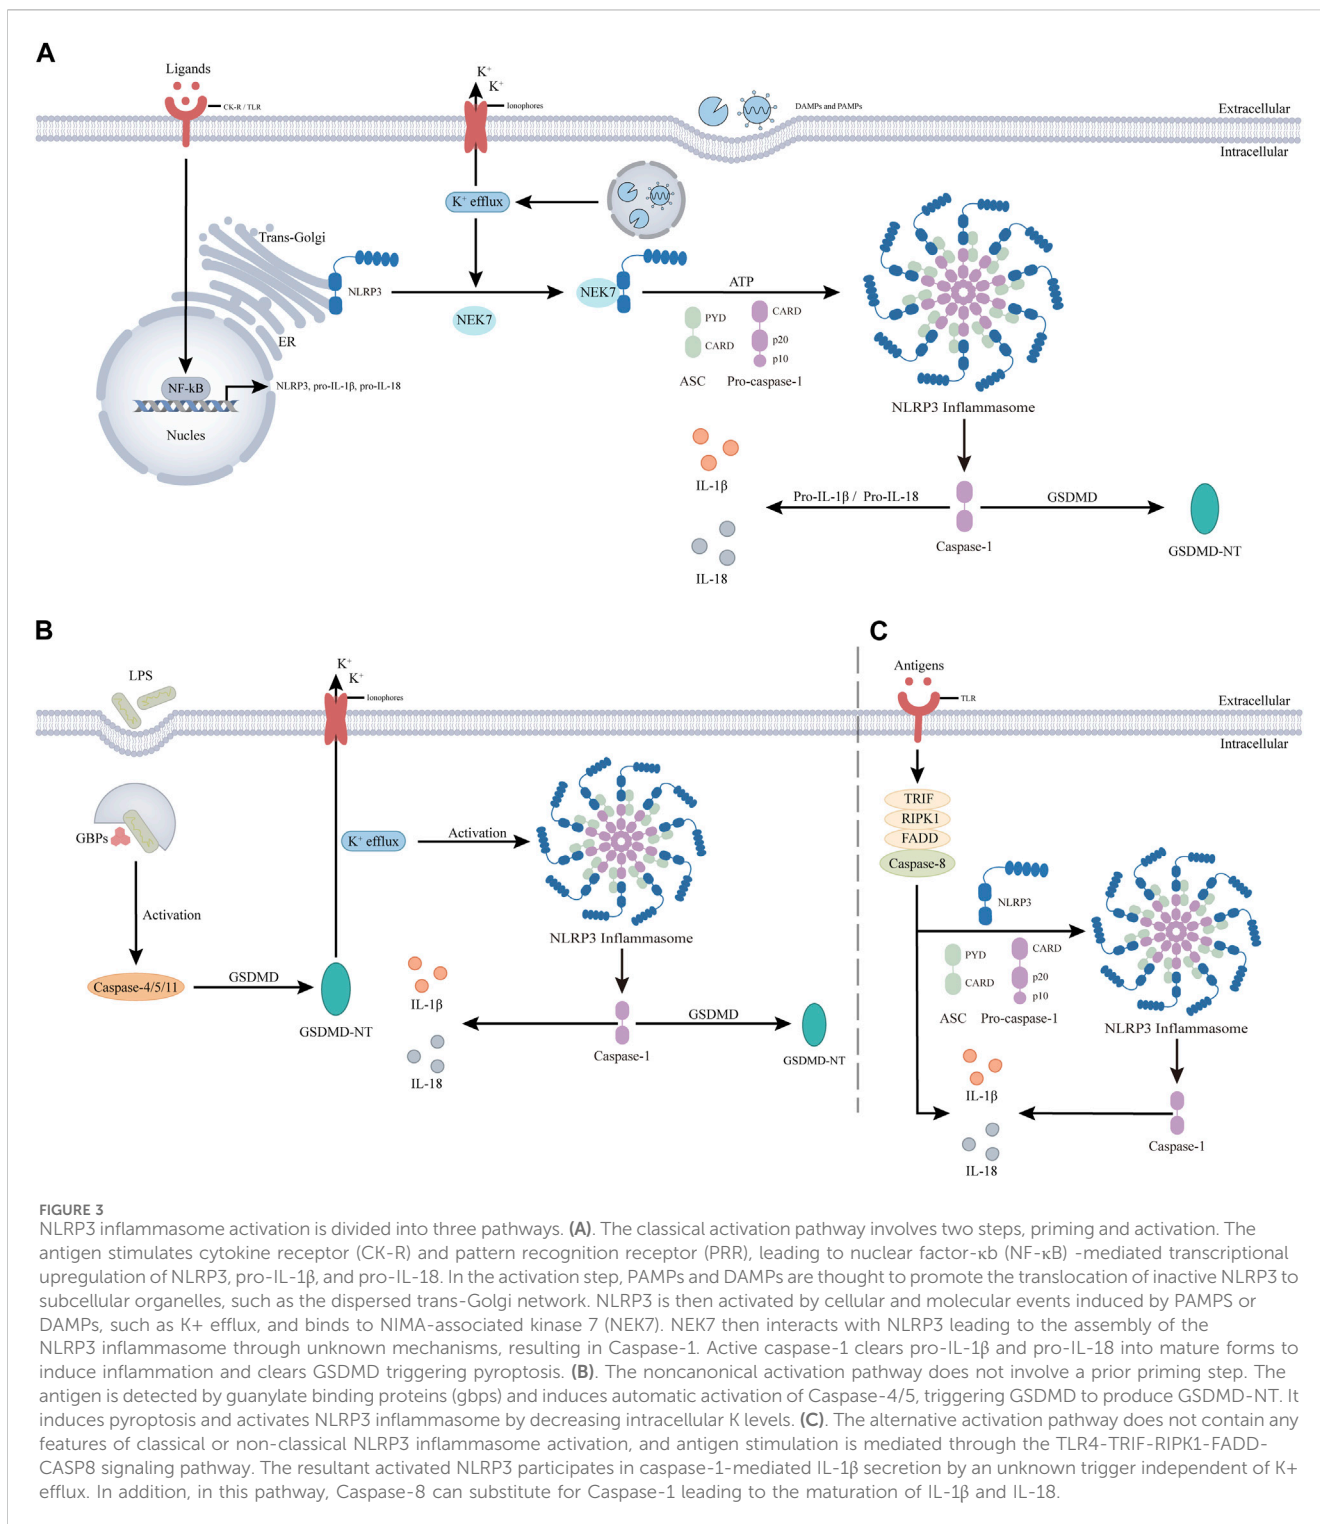 A
Ligands
CK-R / TLR
K⁺
K⁺
Ionophores
DAMPs and PAMPs
Extracellular
Intracellular
K⁺ efflux
Trans-Golgi
NLRP3
NEK7
NEK7
ATP
PYD
CARD
CARD
p20
p10
ASC
Pro-caspase-1
ER
NF-kB
NLRP3, pro-IL-1β, pro-IL-18
Nucles
NLRP3 Inflammasome
IL-1β
Pro-IL-1β / Pro-IL-18
GSDMD
Caspase-1
GSDMD-NT
IL-18
B
LPS
K⁺
K⁺
Ionophores
GBPs
K⁺ efflux
Activation
Activation
NLRP3 Inflammasome
Caspase-4/5/11
GSDMD
GSDMD-NT
IL-1β
GSDMD
Caspase-1
GSDMD-NT
IL-18
C
Antigens
TLR
Extracellular
Intracellular
TRIF
RIPK1
FADD
Caspase-8
NLRP3
PYD
CARD
CARD
p20
p10
ASC
Pro-caspase-1
NLRP3 Inflammasome
IL-1β
Caspase-1
IL-18
FIGURE 3
NLRP3 inflammasome activation is divided into three pathways. (A). The classical activation pathway involves two steps, priming and activation. The
antigen stimulates cytokine receptor (CK-R) and pattern recognition receptor (PRR), leading to nuclear factor-κb (NF-κB) -mediated transcriptional
upregulation of NLRP3, pro-IL-1β, and pro-IL-18. In the activation step, PAMPs and DAMPs are thought to promote the translocation of inactive NLRP3 to
subcellular organelles, such as the dispersed trans-Golgi network. NLRP3 is then activated by cellular and molecular events induced by PAMPS or
DAMPs, such as K+ efflux, and binds to NIMA-associated kinase 7 (NEK7). NEK7 then interacts with NLRP3 leading to the assembly of the
NLRP3 inflammasome through unknown mechanisms, resulting in Caspase-1. Active caspase-1 clears pro-IL-1β and pro-IL-18 into mature forms to
induce inflammation and clears GSDMD triggering pyroptosis. (B). The noncanonical activation pathway does not involve a prior priming step. The
antigen is detected by guanylate binding proteins (gbps) and induces automatic activation of Caspase-4/5, triggering GSDMD to produce GSDMD-NT. It
induces pyroptosis and activates NLRP3 inflammasome by decreasing intracellular K levels. (C). The alternative activation pathway does not contain any
features of classical or non-classical NLRP3 inflammasome activation, and antigen stimulation is mediated through the TLR4-TRIF-RIPK1-FADD-
CASP8 signaling pathway. The resultant activated NLRP3 participates in caspase-1-mediated IL-1β secretion by an unknown trigger independent of K+
efflux. In addition, in this pathway, Caspase-8 can substitute for Caspase-1 leading to the maturation of IL-1β and IL-18.